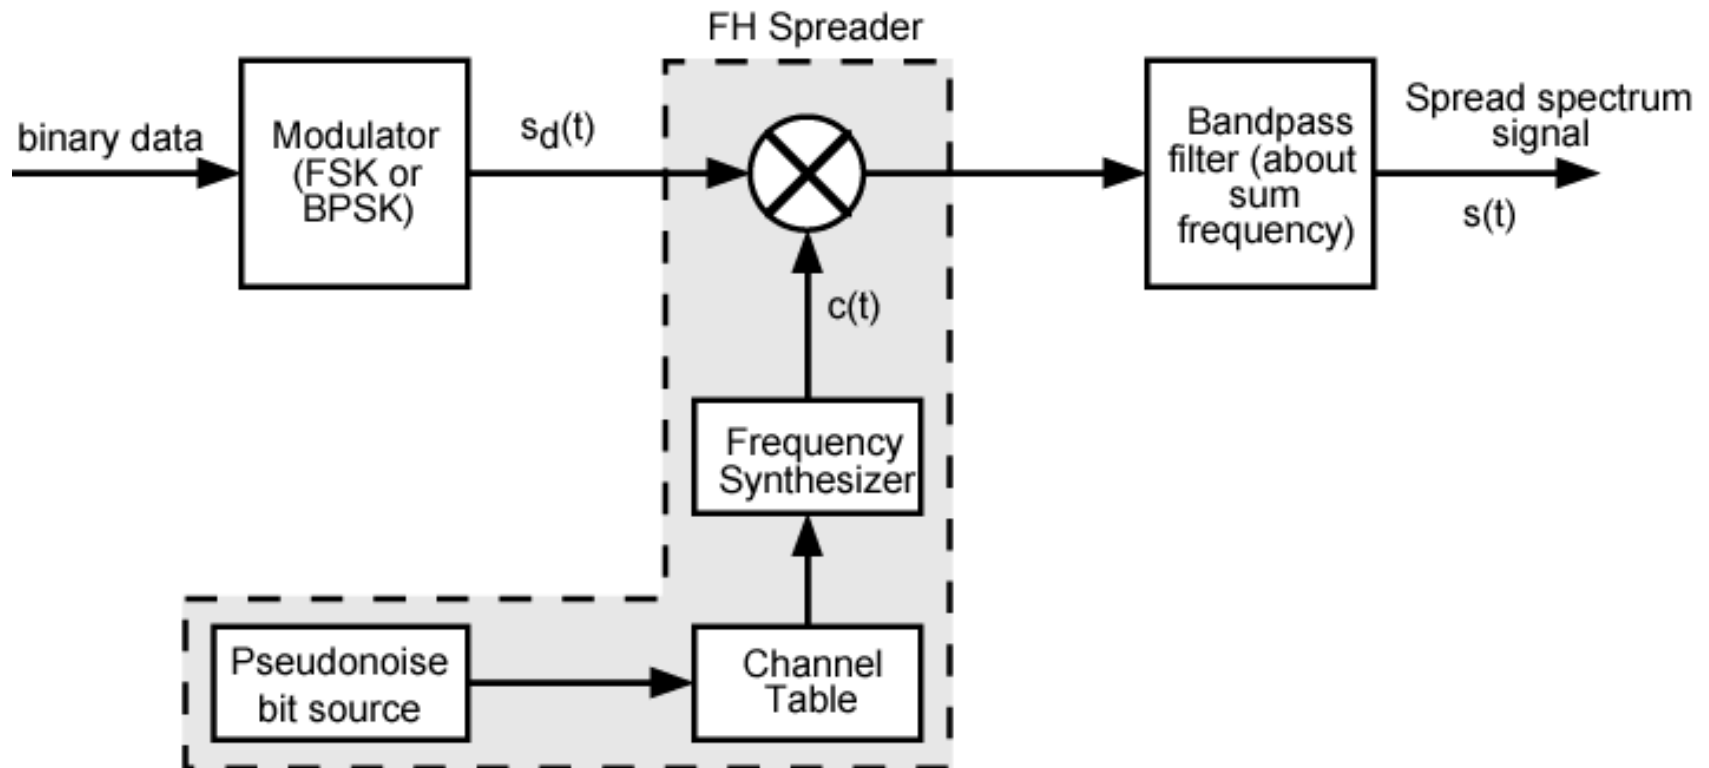 FH Spreader
binary data
Modulator
(FSK or
BPSK)
sd(t)
Bandpass
filter (about
sum
frequency)
Spread spectrum
signal
s(t)
c(t)
Frequency
Synthesizer
Pseudonoise
bit source
Channel
Table